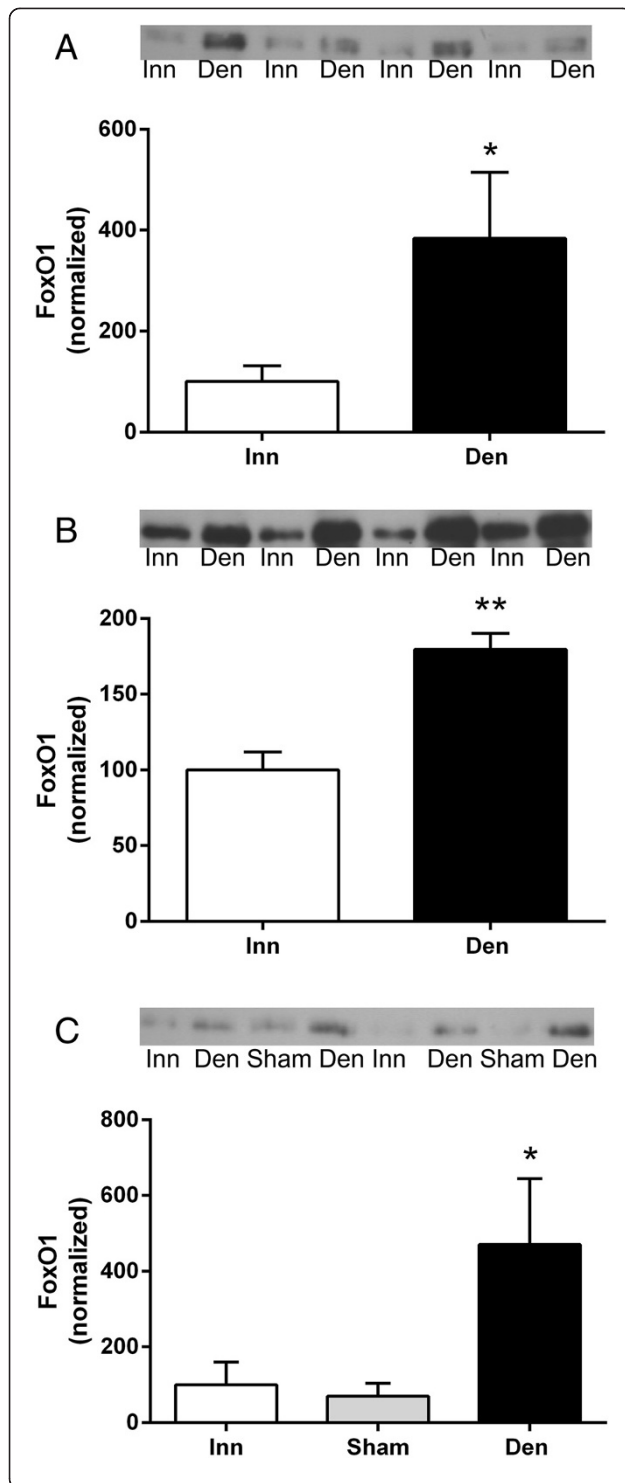 A
Inn Den Inn Den Inn Den Inn Den
600
*
400
FoxO1
(normalized)
200
0
Inn Den
B
Inn Den Inn Den Inn Den Inn Den
200
**
150
FoxO1
(normalized)
100
50
0
Inn Den
C
Inn Den Sham Den Inn Den Sham Den
800
*
600
FoxO1
(normalized)
400
200
0
Inn Sham Den